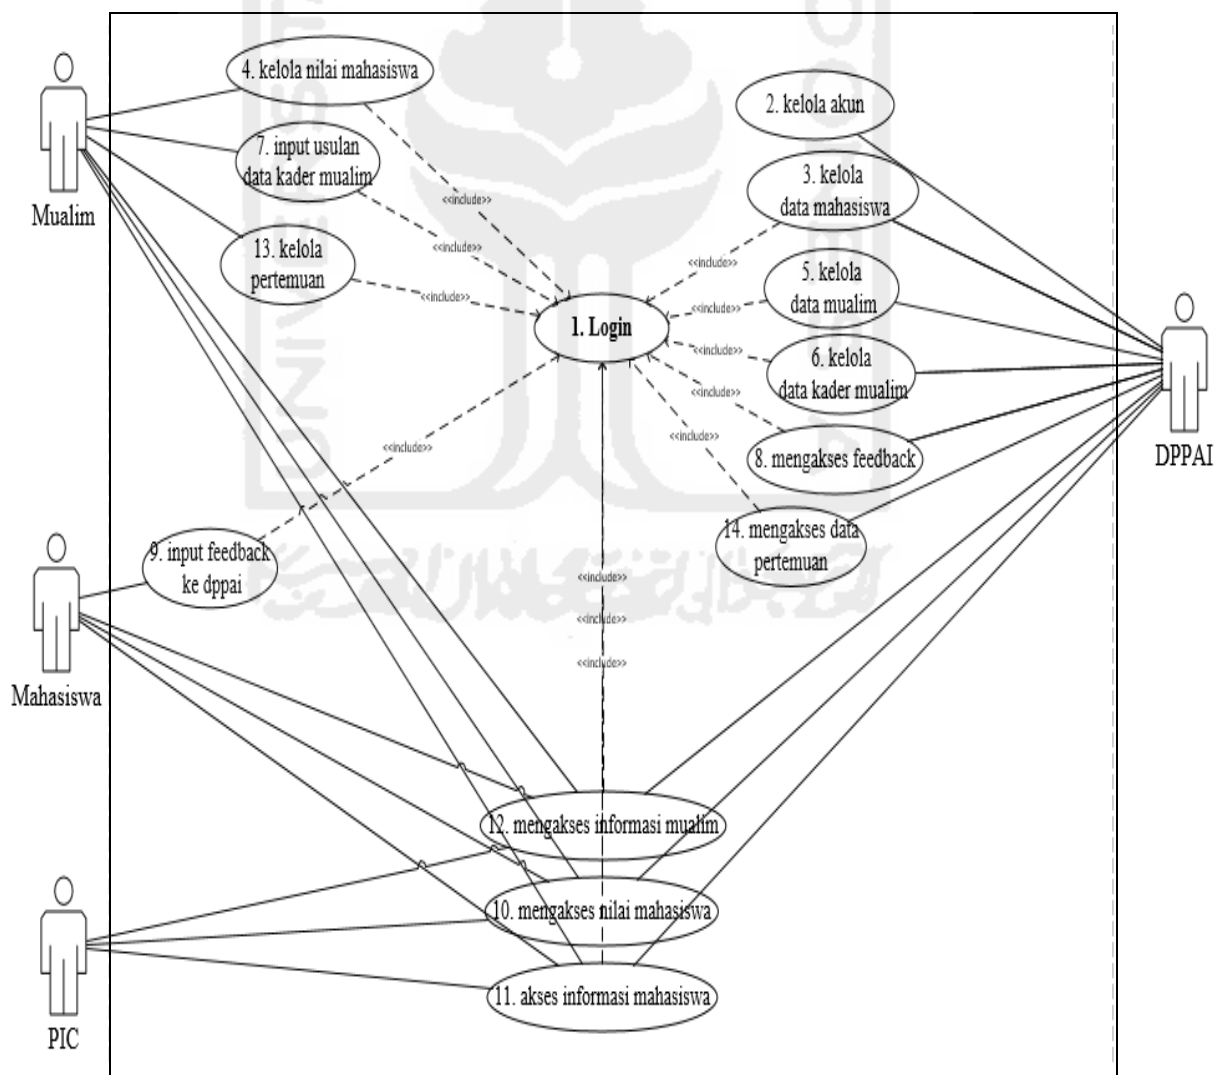 4. kelola nilai mahasiswa
2. kelola akun
7. input usulan
data kader mualim
3. kelola
data mahasiswa
Mualim
<<include>>
13. kelola
pertemuan
<<include>>
<<include>>
5. kelola
data mualim
<<include>>
<<include>>
1. Login
<<include>>
6. kelola
data kader mualim
<<include>>
<<include>>
<<include>>
8. mengakses feedback
DPPAI
14. mengakses data
pertemuan
9. input feedback
ke dppai
<<include>>
<<include>>
<<include>>
Mahasiswa
12. mengakses informasi mualim
10. mengakses nilai mahasiswa
11. akses informasi mahasiswa
PIC